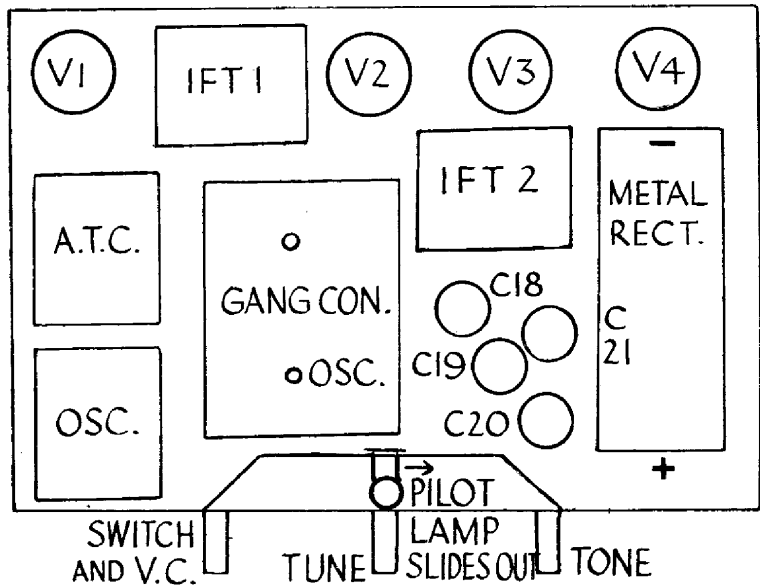 V1
IFT 1
V2
V3
V4
IFT 2
−
METAL
RECT.
A.T.C.
GANG CON.
C18
C
21
OSC.
C19
OSC.
C20
+
PILOT
LAMP
SLIDES OUT
SWITCH
AND V.C.
TUNE
TONE